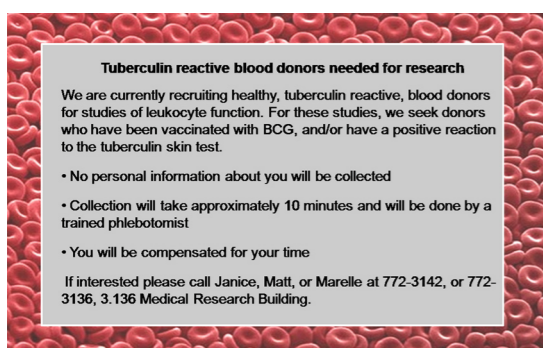 Tuberculin reactive blood donors needed for research
We are currently recruiting healthy, tuberculin reactive, blood donors
for studies of leukocyte function. For these studies, we seek donors
who have been vaccinated with BCG, and/or have a positive reaction
to the tuberculin skin test.
• No personal information about you will be collected
• Collection will take approximately 10 minutes and will be done by a
trained phlebotomist
• You will be compensated for your time
If interested please call Janice, Matt, or Marelle at 772-3142, or 772-
3136, 3.136 Medical Research Building.